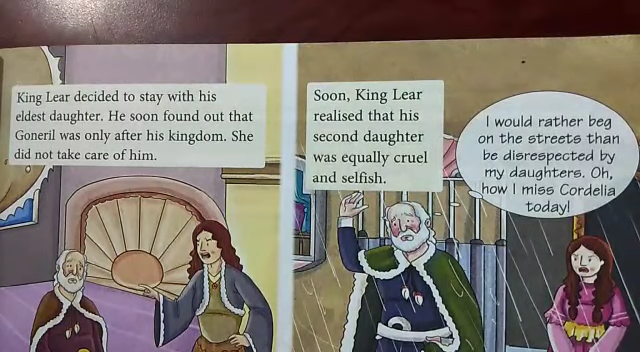 King Lear decided to stay with his
eldest daughter. He soon found out that
Goneril was only after his kingdom. She
did not take care of him.
Soon, King Lear
realised that his
second daughter
was equally cruel
and selfish.
I would rather beg
on the streets than
be disrespected by
my daughters. Oh,
how I miss Cordelia
today!